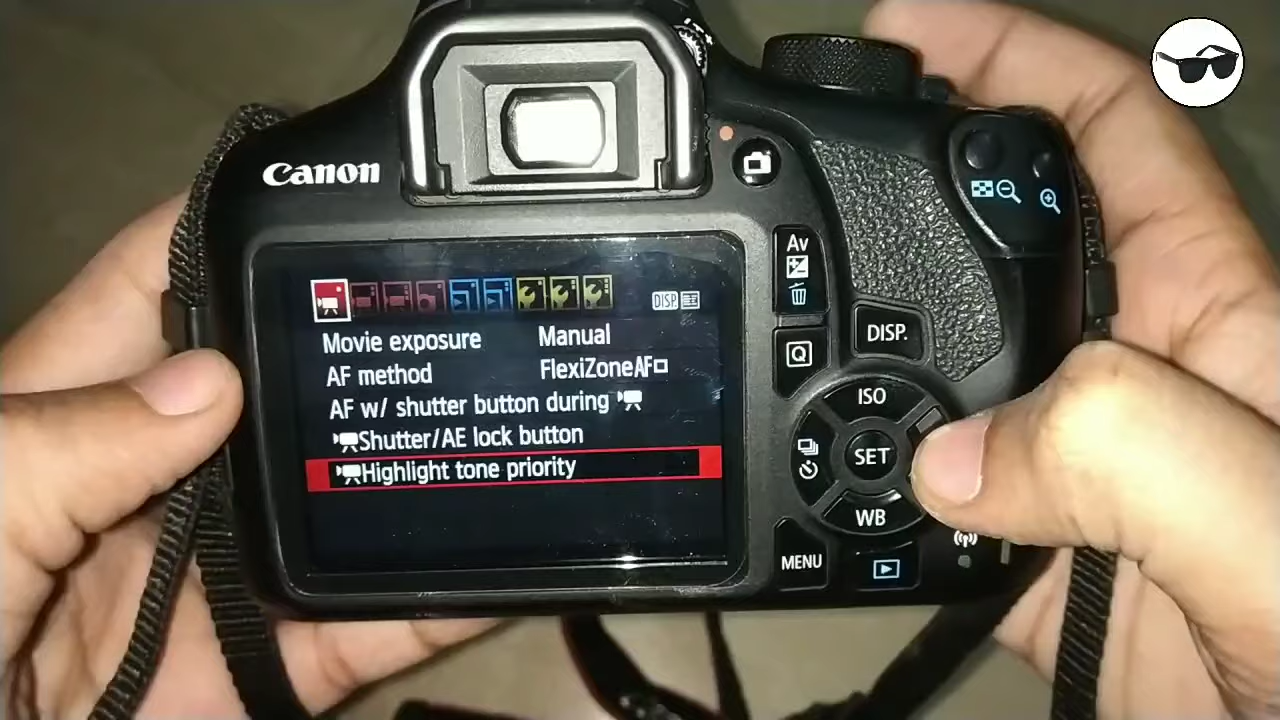 Canon
Av
DISP
Movie exposure Manual
AF method FlexiZoneAF
AF w/ shutter button during
Shutter/AE lock button
Highlight tone priority
Q
DISP.
ISO
SET
WB
MENU